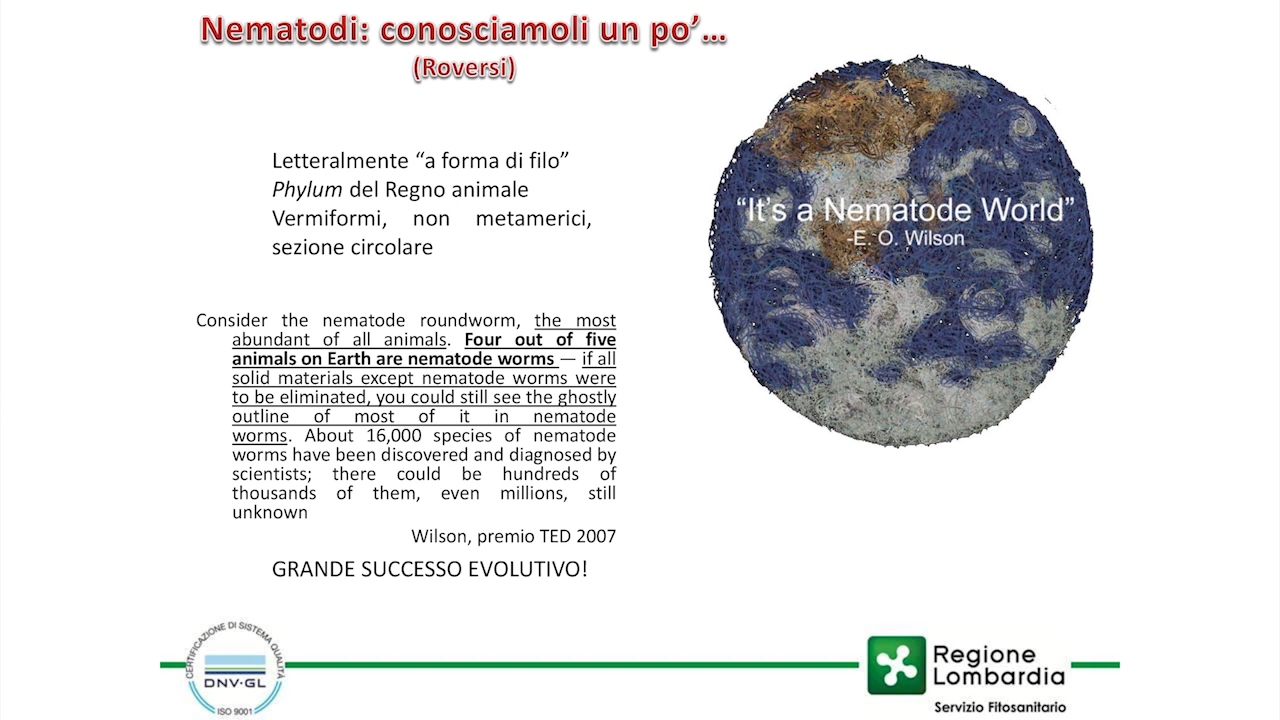 Nematodi: conosciamoli un po’…
(Roversi)
Letteralmente “a forma di filo”
Phylum del Regno animale
Vermiformi, non metamerici,
sezione circolare
“It’s a Nematode World”
-E. O. Wilson
Consider the nematode roundworm, the most
abundant of all animals. Four out of five
animals on Earth are nematode worms — if all
solid materials except nematode worms were
to be eliminated, you could still see the ghostly
outline of most of it in nematode
worms. About 16,000 species of nematode
worms have been discovered and diagnosed by
scientists; there could be hundreds of
thousands of them, even millions, still
unknown
Wilson, premio TED 2007
GRANDE SUCCESSO EVOLUTIVO!
CERTIFICAZIONE DI SISTEMA QUALITÀ
DNV·GL
ISO 9001
Regione
Lombardia
Servizio Fitosanitario